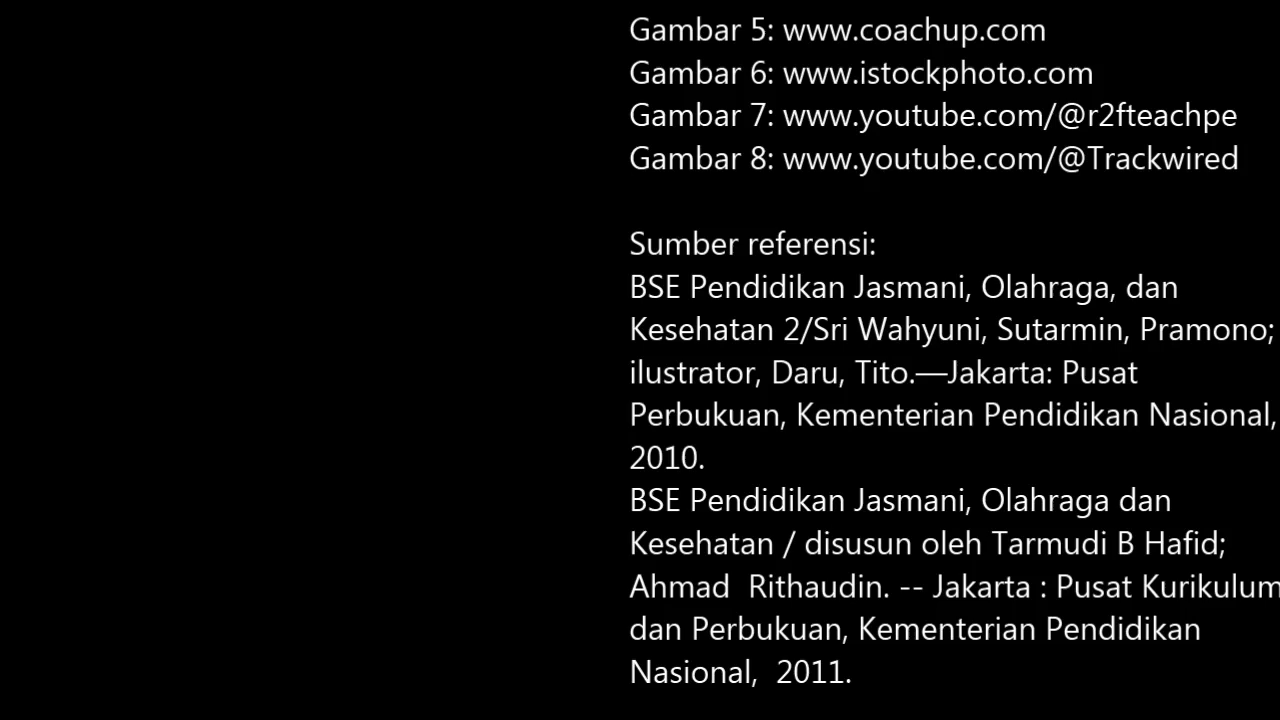 Gambar 5: www.coachup.com
Gambar 6: www.istockphoto.com
Gambar 7: www.youtube.com/@r2fteachpe
Gambar 8: www.youtube.com/@Trackwired
Sumber referensi:
BSE Pendidikan Jasmani, Olahraga, dan
Kesehatan 2/Sri Wahyuni, Sutarmin, Pramono;
ilustrator, Daru, Tito.—Jakarta: Pusat
Perbukuan, Kementerian Pendidikan Nasional,
2010.
BSE Pendidikan Jasmani, Olahraga dan
Kesehatan / disusun oleh Tarmudi B Hafid;
Ahmad  Rithaudin. -- Jakarta : Pusat Kurikulum
dan Perbukuan, Kementerian Pendidikan
Nasional,  2011.